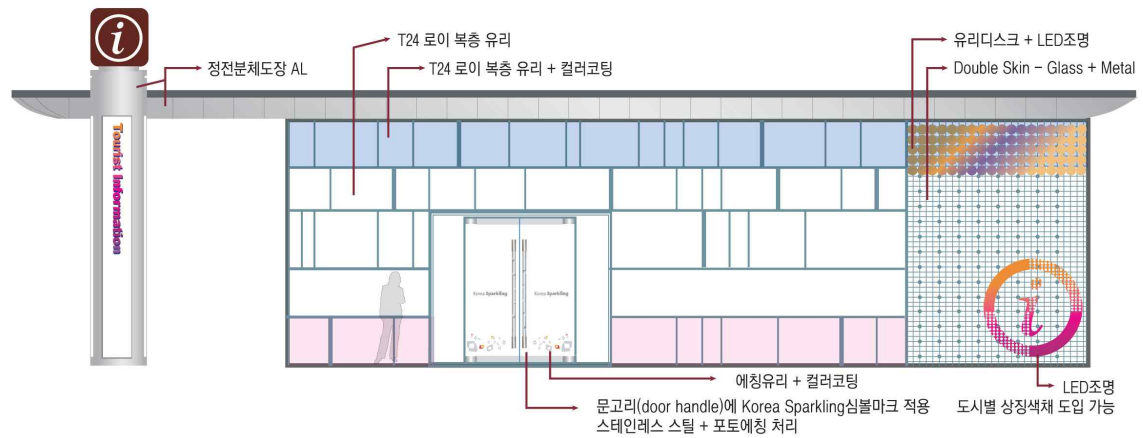 T24 로이 복층 유리
정전분체도장 AL
T24 로이 복층 유리 + 컬러코팅
유리디스크 + LED조명
Double Skin – Glass + Metal
i
Tourist Information
Korea Sparkling
Korea Sparkling
i
에칭유리 + 컬러코팅
문고리(door handle)에 Korea Sparkling심볼마크 적용
스테인레스 스틸 + 포토에칭 처리
LED조명
도시별 상징색채 도입 가능